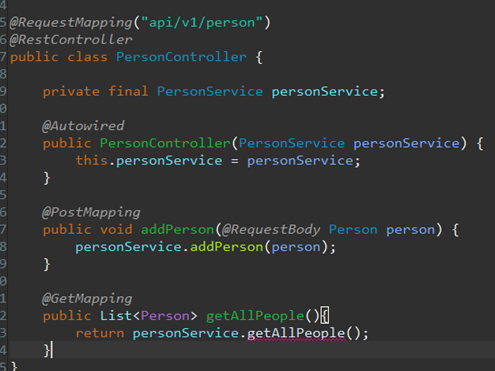 4
5 @RequestMapping("api/v1/person")
6 @RestController
7 public class PersonController {
8
9     private final PersonService personService;
0
1     @Autowired
2     public PersonController(PersonService personService) {
3         this.personService = personService;
4     }
5
6     @PostMapping
7     public void addPerson(@RequestBody Person person) {
8         personService.addPerson(person);
9     }
0
1     @GetMapping
2     public List<Person> getAllPeople(){
3         return personService.getAllPeople();
4     }
5 }